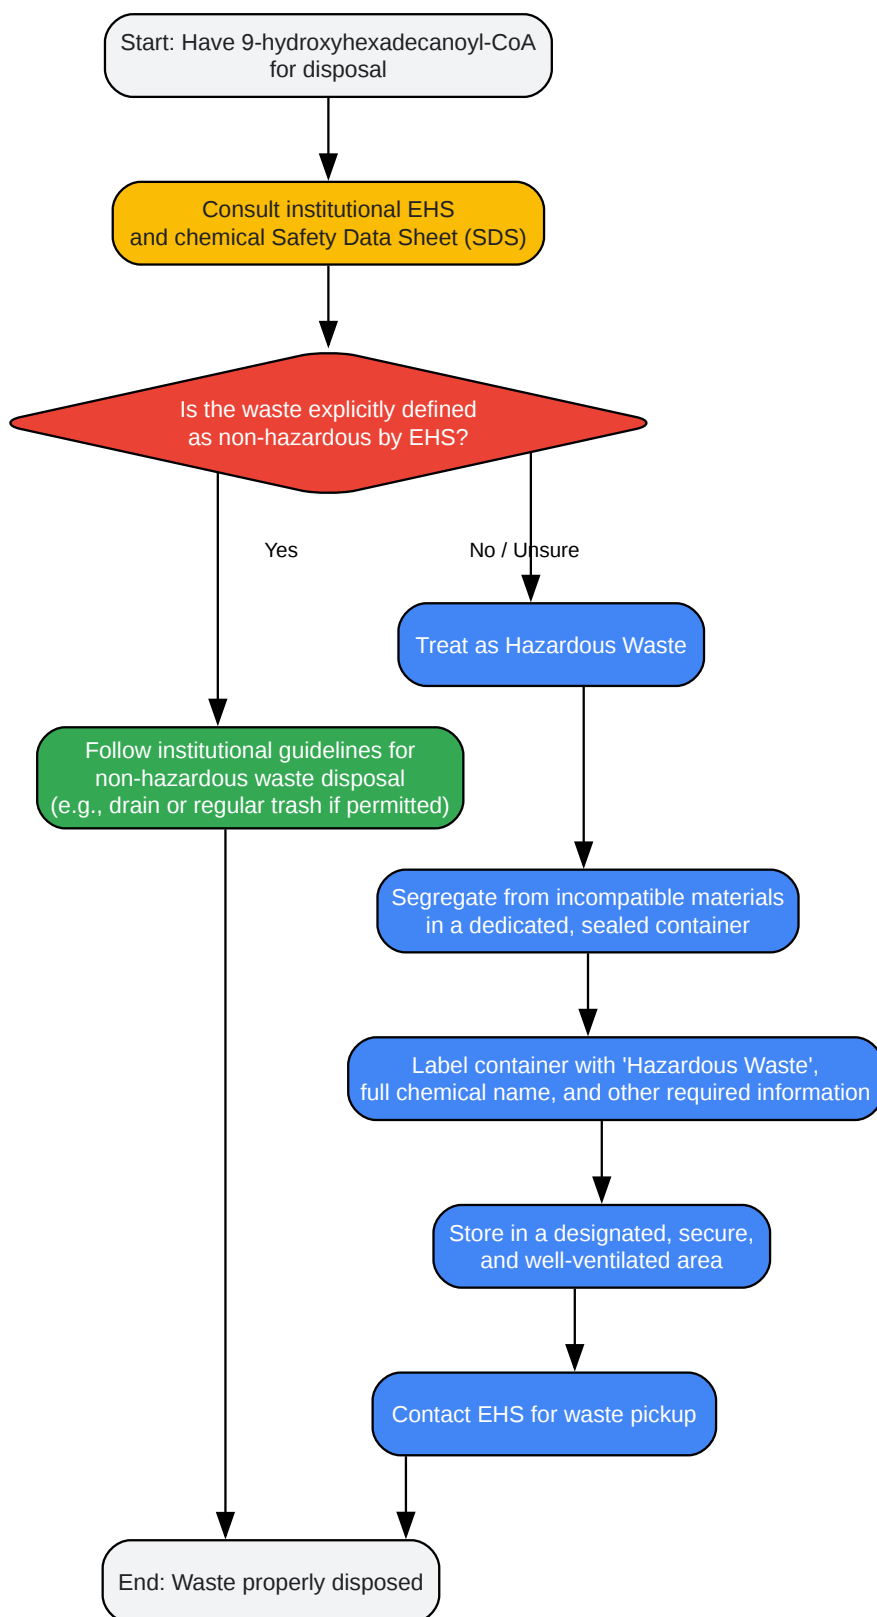 Start: Have 9-hydroxyhexadecanoyl-CoA
for disposal
Consult institutional EHS
and chemical Safety Data Sheet (SDS)
Is the waste explicitly defined
as non-hazardous by EHS?
Yes
No / Unsure
Treat as Hazardous Waste
Follow institutional guidelines for
non-hazardous waste disposal
(e.g., drain or regular trash if permitted)
Segregate from incompatible materials
in a dedicated, sealed container
Label container with 'Hazardous Waste',
full chemical name, and other required information
Store in a designated, secure,
and well-ventilated area
Contact EHS for waste pickup
End: Waste properly disposed